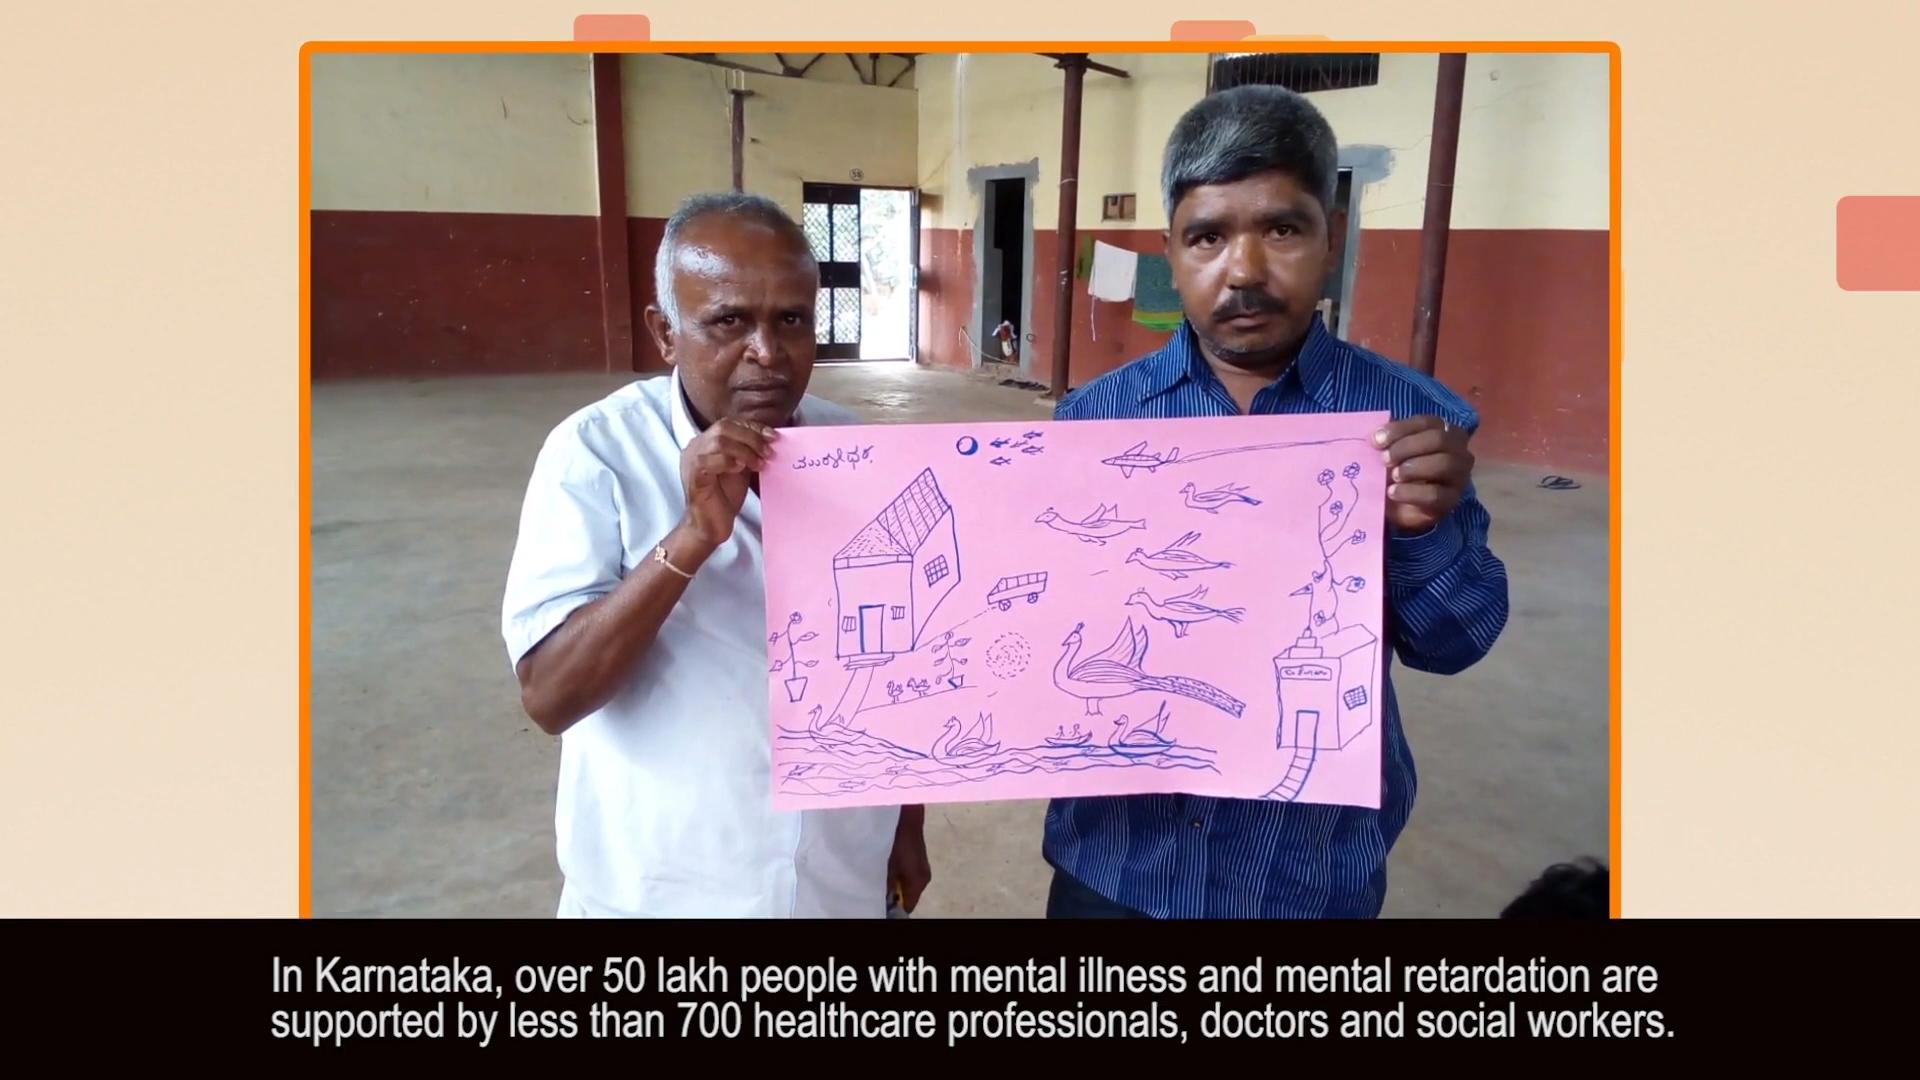 58
In Karnataka, over 50 lakh people with mental illness and mental retardation are
supported by less than 700 healthcare professionals, doctors and social workers.